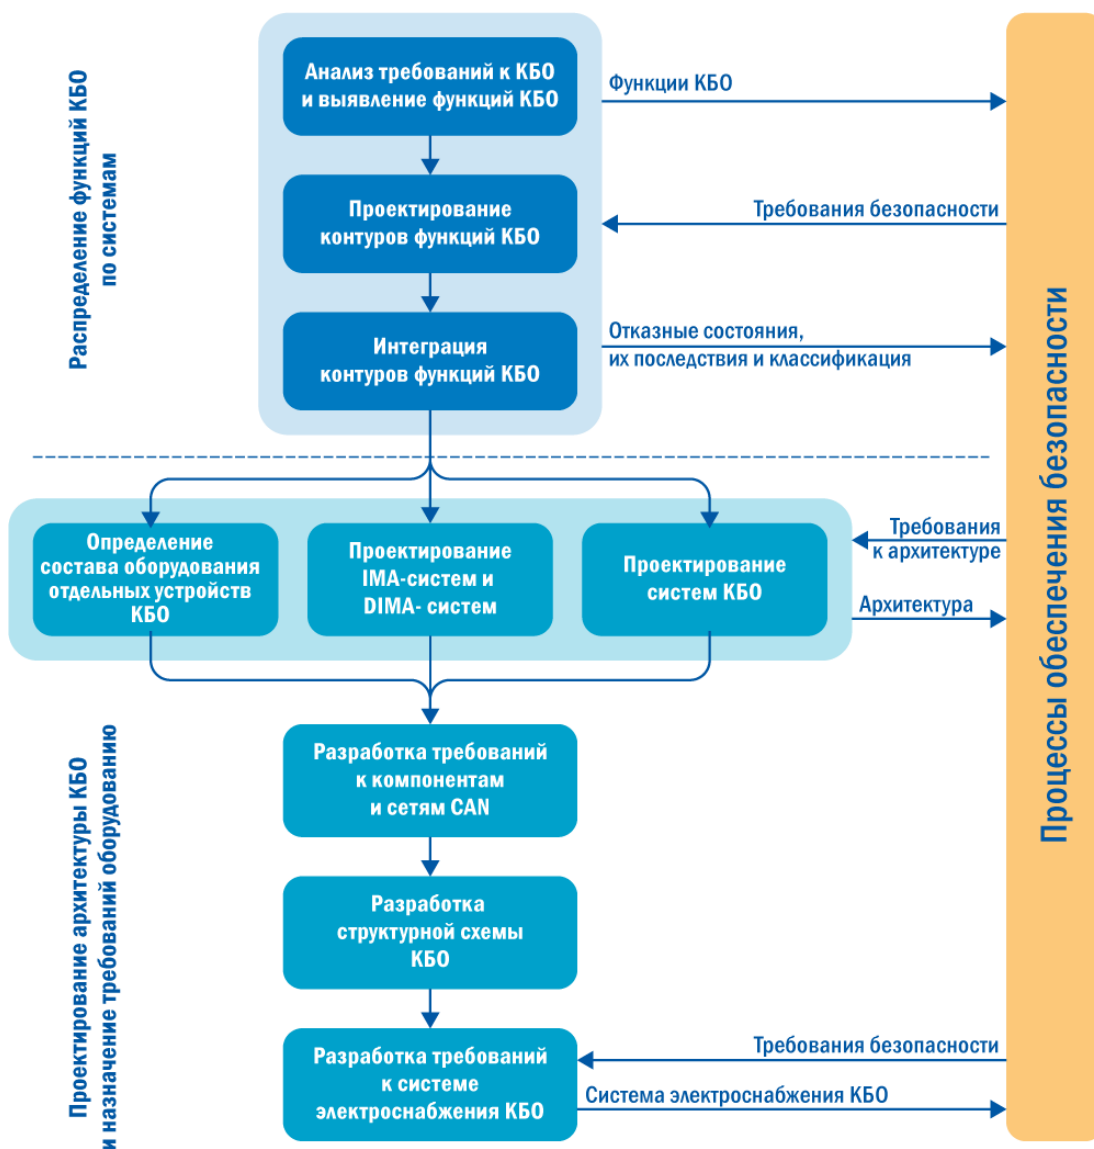 Распределение функций КБО
по системам
Анализ требований к КБО
и выявление функций КБО
Функции КБО
Проектирование
контуров функций КБО
Требования безопасности
Интеграция
контуров функций КБО
Отказные состояния,
их последствия и классификация
Процессы обеспечения безопасности
Определение
состава оборудования
отдельных устройств
КБО
Проектирование
IMA-систем и
DIMA- систем
Проектирование
систем КБО
Требования
к архитектуре
Архитектура
Проектирование архитектуры КБО
и назначение требований оборудованию
Разработка требований
к компонентам
и сетям CAN
Разработка
структурной схемы
КБО
Разработка требований
к системе
электроснабжения КБО
Требования безопасности
Система электроснабжения КБО